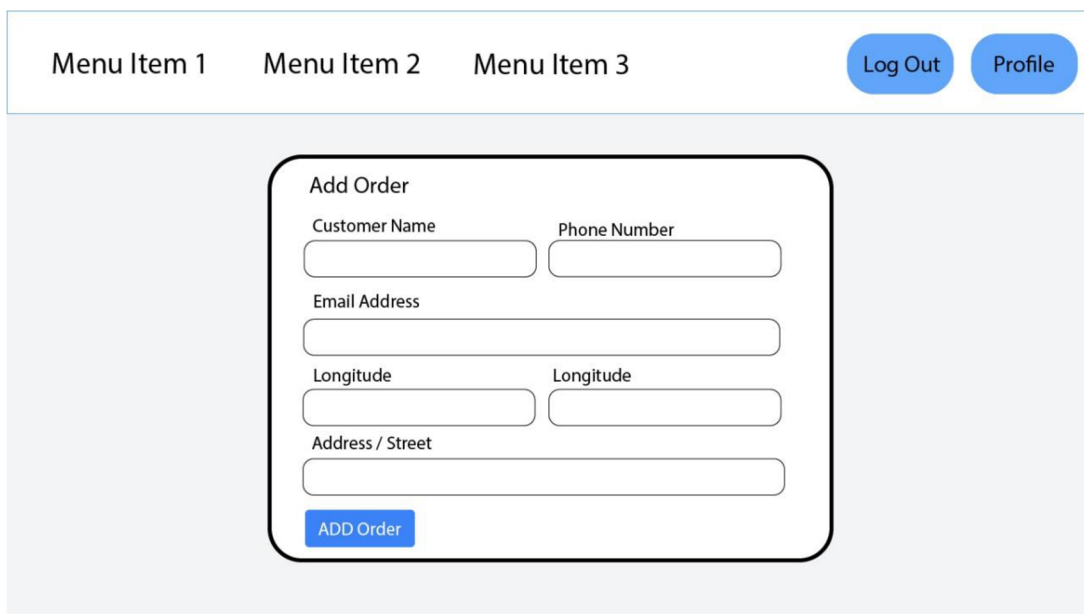 Menu Item 1 Menu Item 2 Menu Item 3 Log Out Profile
Add Order
Customer Name Phone Number
Email Address
Longitude Longitude
Address / Street
ADD Order